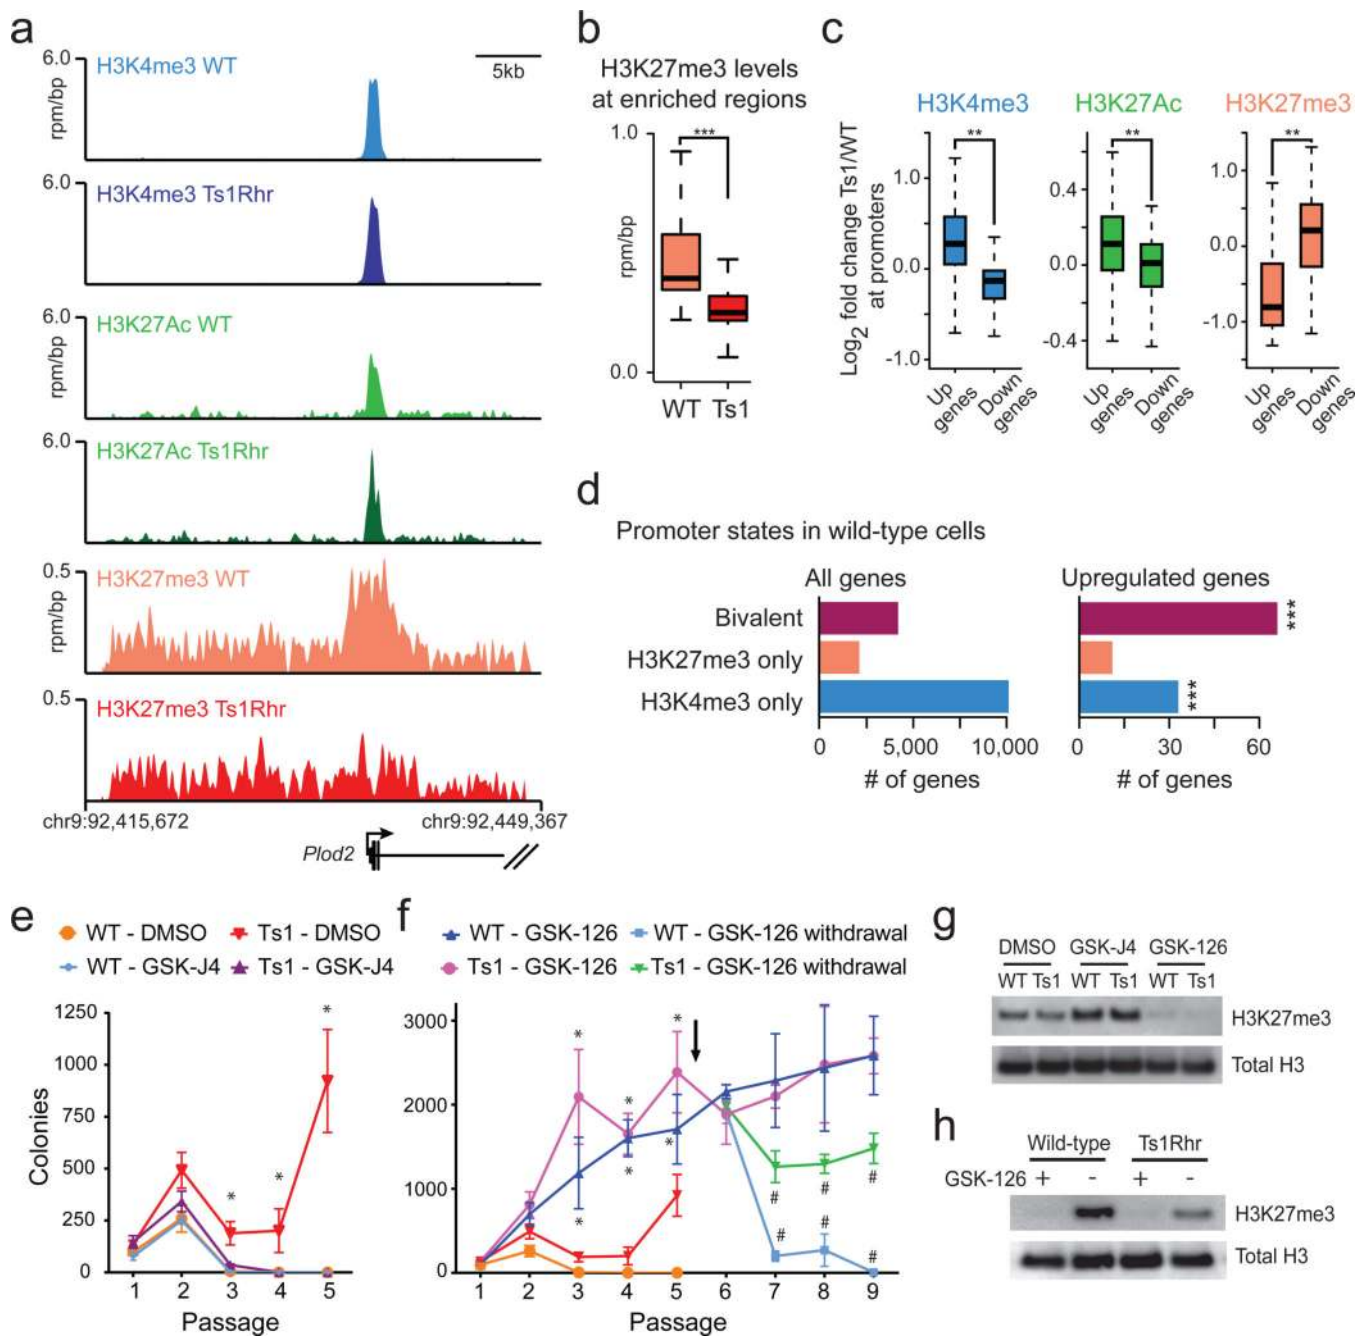 a
H3K4me3 WT
5kb
6.0
rpm/bp
H3K4me3 Ts1Rhr
6.0
H3K27Ac WT
6.0
rpm/bp
H3K27Ac Ts1Rhr
6.0
H3K27me3 WT
0.5
rpm/bp
H3K27me3 Ts1Rhr
0.5
chr9:92,415,672 chr9:92,449,367
Plod2
b
H3K27me3 levels
at enriched regions
1.0
***
rpm/bp
0.0
WT Ts1
c
H3K4me3 H3K27Ac H3K27me3
Log2 fold change Ts1/WT
at promoters
**
1.0
0.0
-1.0
Up genes
Down genes
**
0.4
0.0
-0.4
Up genes
Down genes
**
1.0
0.0
-1.0
Up genes
Down genes
d
Promoter states in wild-type cells
All genes Upregulated genes
Bivalent
***
H3K27me3 only
H3K4me3 only
***
0 5,000 10,000
# of genes
0 30 60
# of genes
e
WT - DMSO Ts1 - DMSO
WT - GSK-J4 Ts1 - GSK-J4
Colonies
1250
1000
750
500
250
0
* * *
1 2 3 4 5
Passage
f
WT - GSK-126 WT - GSK-126 withdrawal
Ts1 - GSK-126 Ts1 - GSK-126 withdrawal
3000
2000
1000
0
* * *
* * *
# # #
# # #
1 2 3 4 5 6 7 8 9
Passage
g
DMSO GSK-J4 GSK-126
WT Ts1 WT Ts1 WT Ts1
H3K27me3
Total H3
h
Wild-type Ts1Rhr
GSK-126 + - + -
H3K27me3
Total H3